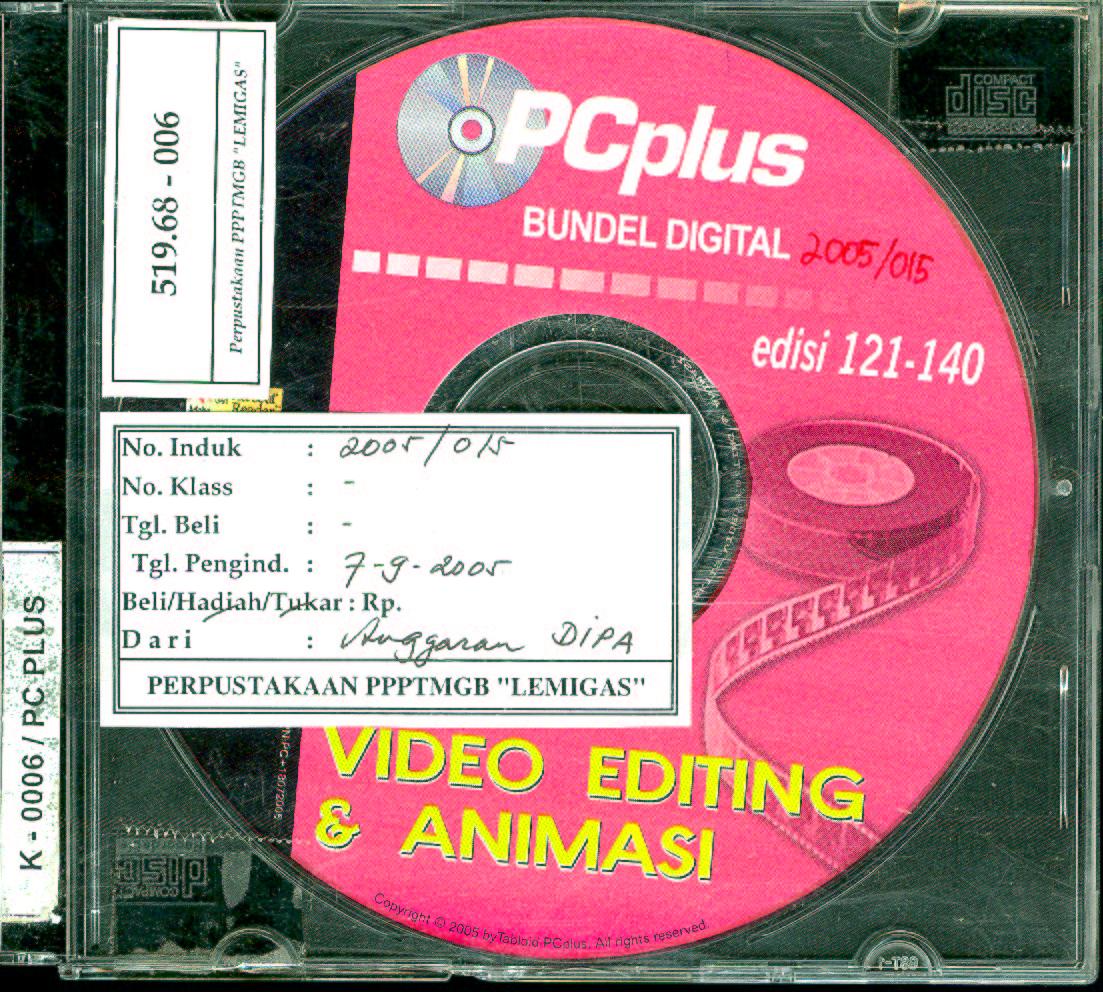 519.68 - 006
Perpustakaan PPPTMGB "LEMIGAS"
COMPACT
disc
PCplus
BUNDEL DIGITAL 2005/015
edisi 121-140
No. Induk : 2005/015
No. Klass : -
Tgl. Beli : -
Tgl. Pengind. : 7-9-2005
Beli/Hadiah/Tukar : Rp.
Dari : Anggaran DIPA
PERPUSTAKAAN PPPTMGB "LEMIGAS"
K - 0006 / PC PLUS
VIDEO EDITING
& ANIMASI
COMPACT
disc
Copyright © 2005 by Tabloid PCplus. All rights reserved.